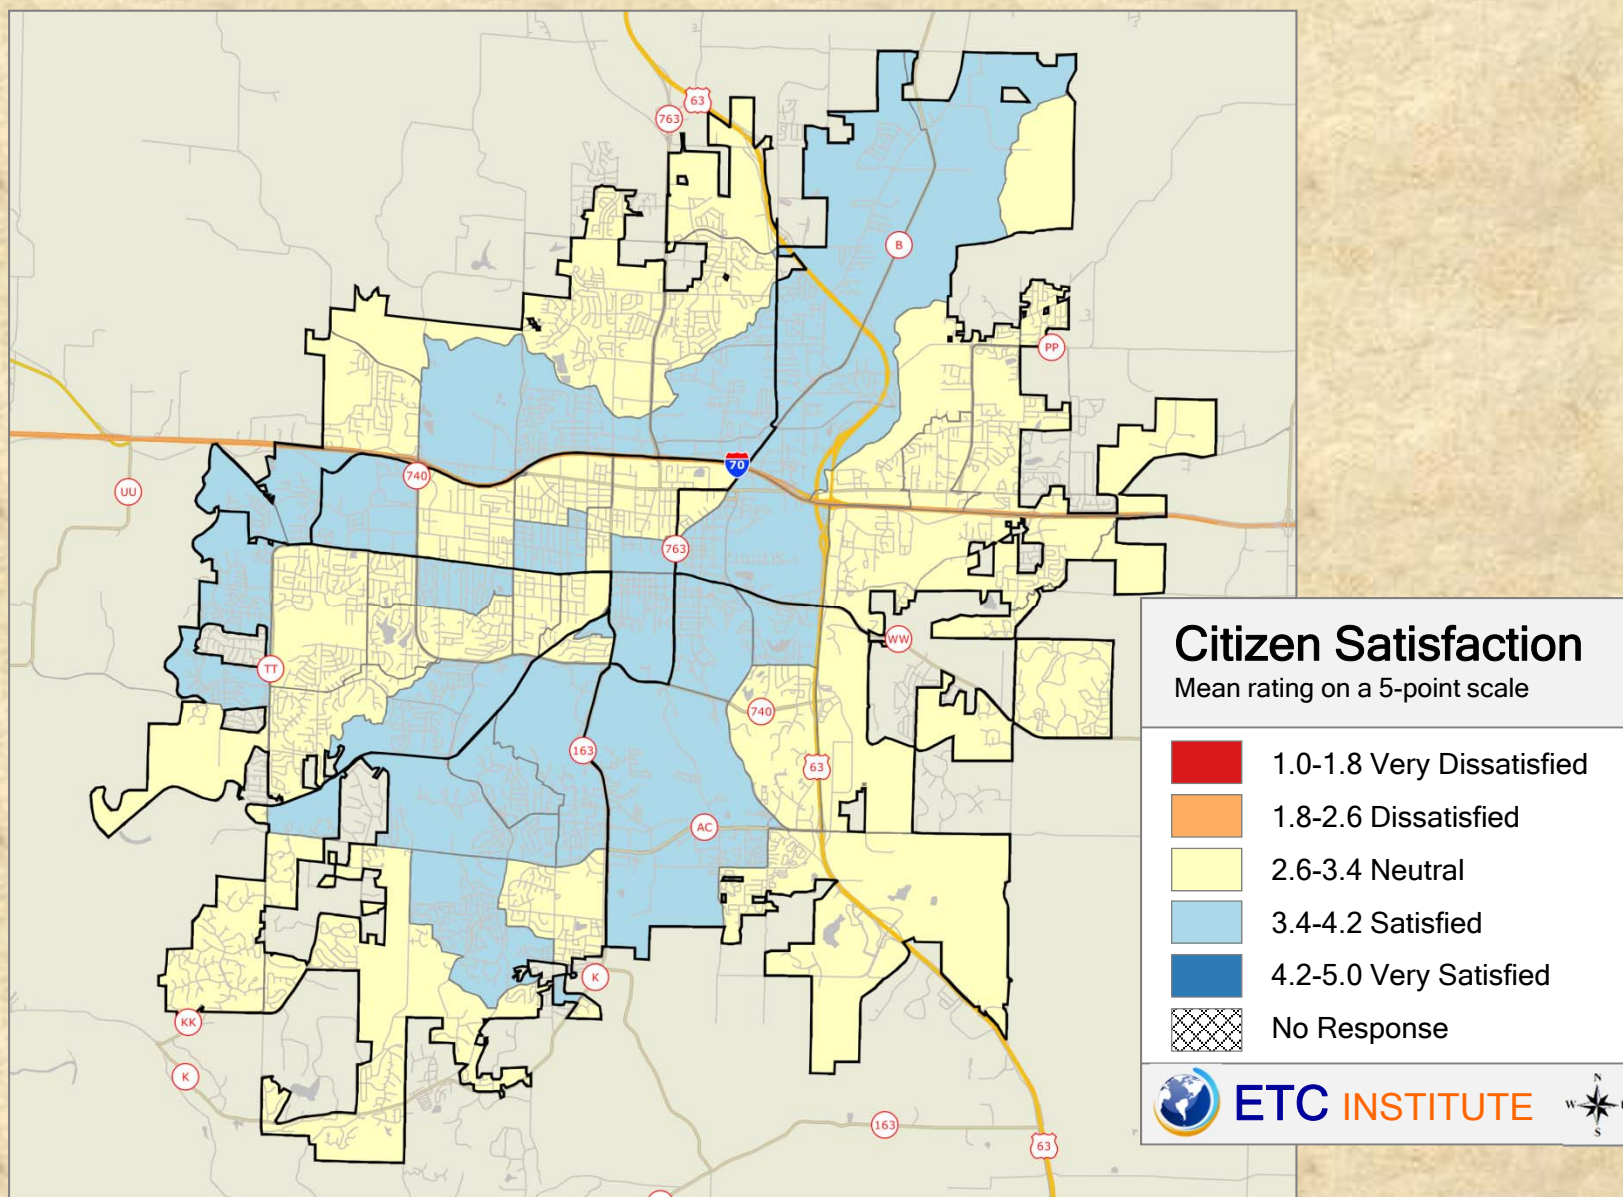 63
763
B
PP
70
740
UU
763
WW
TT
740
163
63
AC
K
KK
K
163
63
Citizen Satisfaction
Mean rating on a 5-point scale
1.0-1.8 Very Dissatisfied
1.8-2.6 Dissatisfied
2.6-3.4 Neutral
3.4-4.2 Satisfied
4.2-5.0 Very Satisfied
No Response
ETC INSTITUTE
N
W
S